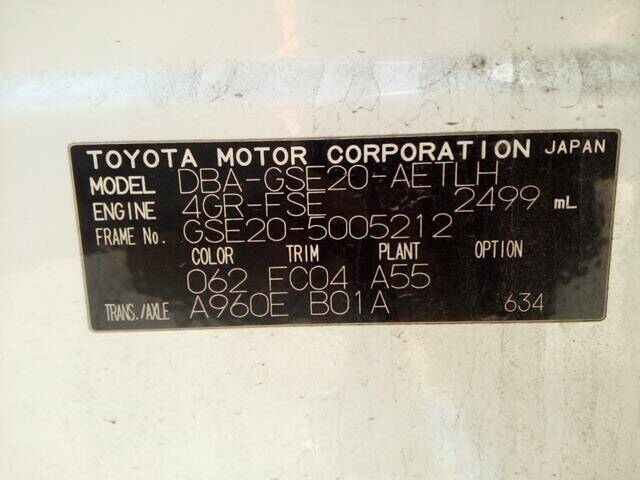 TOYOTA MOTOR CORPORATION JAPAN
MODEL DBA-GSE20-AETLH
ENGINE 4GR-FSE 2499 mL
FRAME No. GSE20-5005212
COLOR TRIM PLANT OPTION
062 FC04 A55
TRANS./AXLE A960E B01A 634